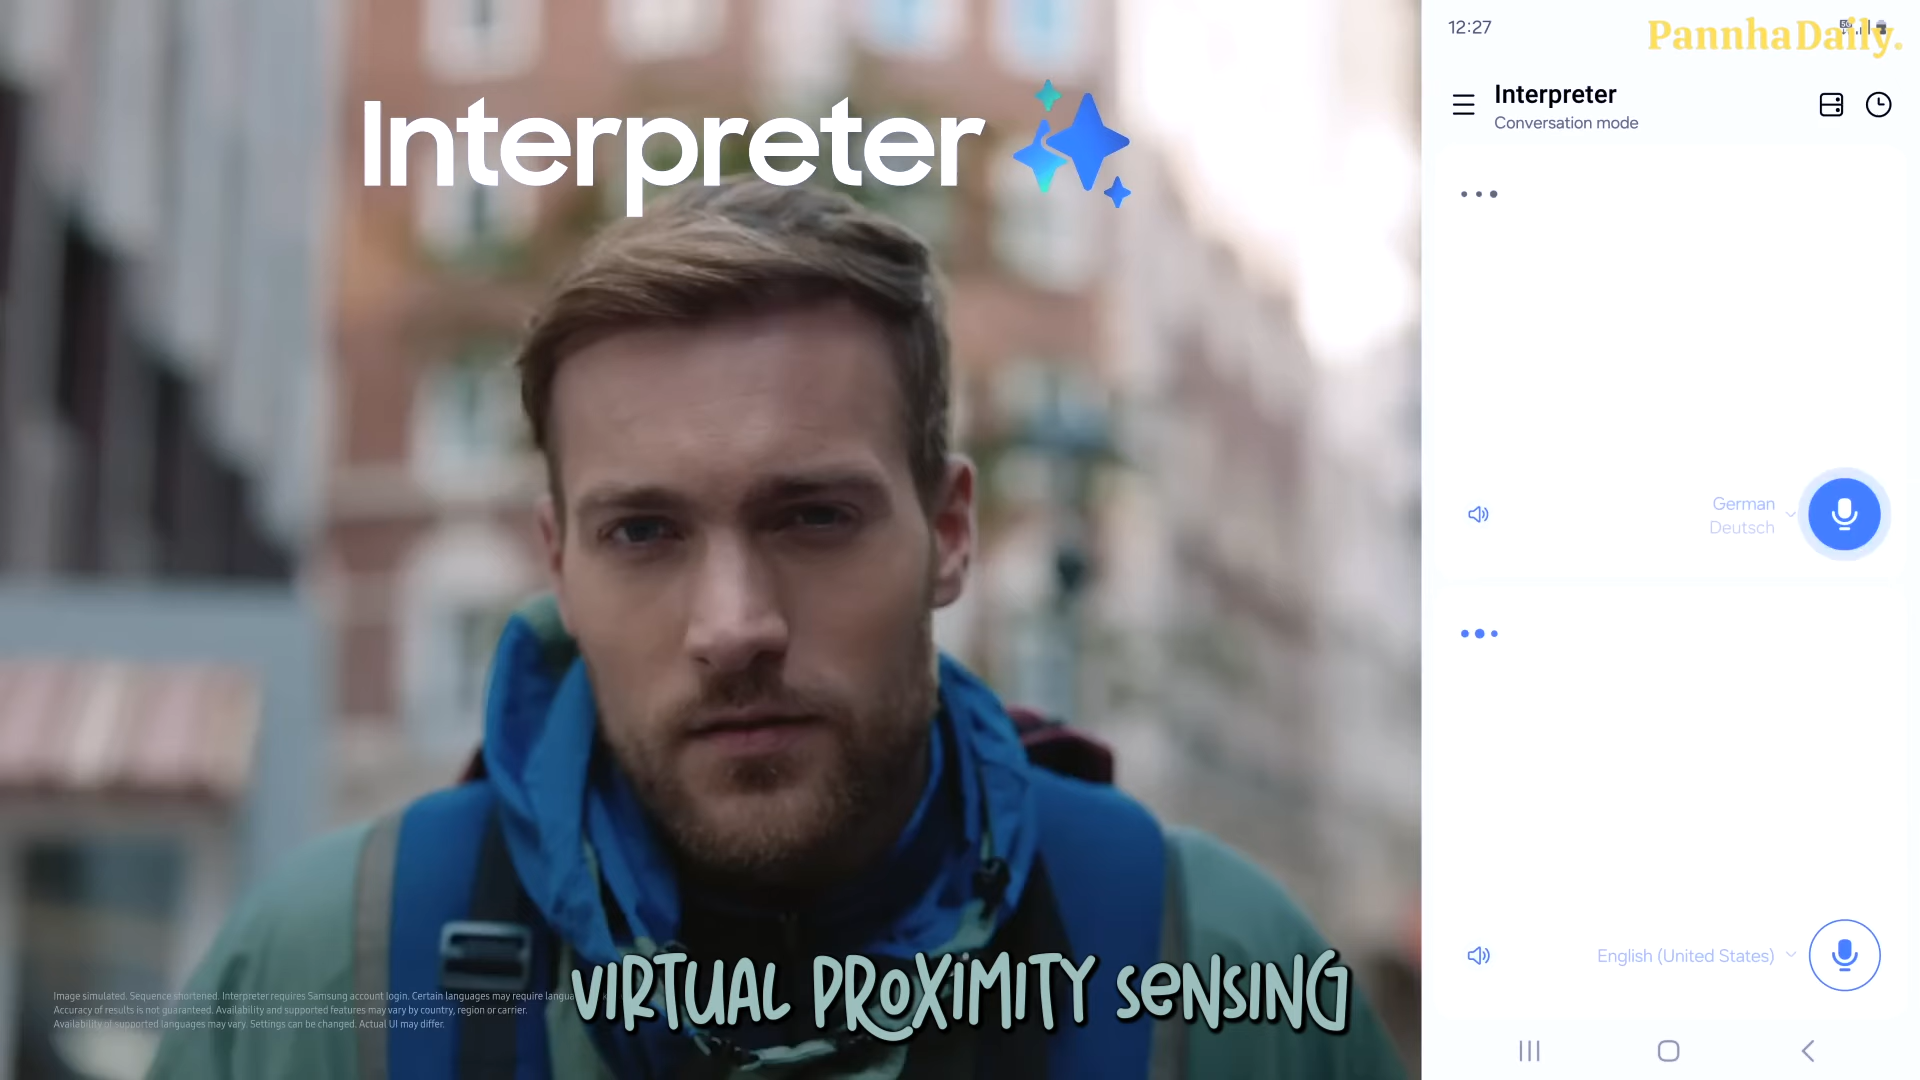 Interpreter
Image simulated. Sequence shortened. Interpreter requires Samsung account login. Certain languages may require
Accuracy of results is not guaranteed. Availability and supported features may vary by country, region or carrier.
Availability of supported languages may vary. Settings can be changed. Actual UI may differ.
VIRTUAL PROXIMITY SENSING
12:27
PannhaDaily.
Interpreter
Conversation mode
German
Deutsch
English (United States)